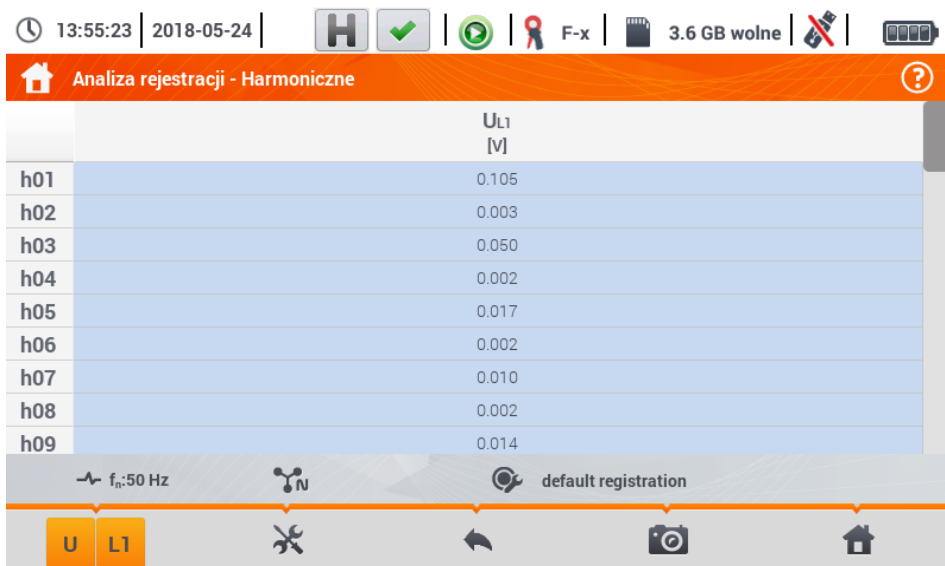 13:55:23 2018-05-24 H F-x 3.6 GB wolne
Analiza rejestracji - Harmoniczne ?
UL1
[V]
h01 0.105
h02 0.003
h03 0.050
h04 0.002
h05 0.017
h06 0.002
h07 0.010
h08 0.002
h09 0.014
fn:50 Hz N default registration
U L1